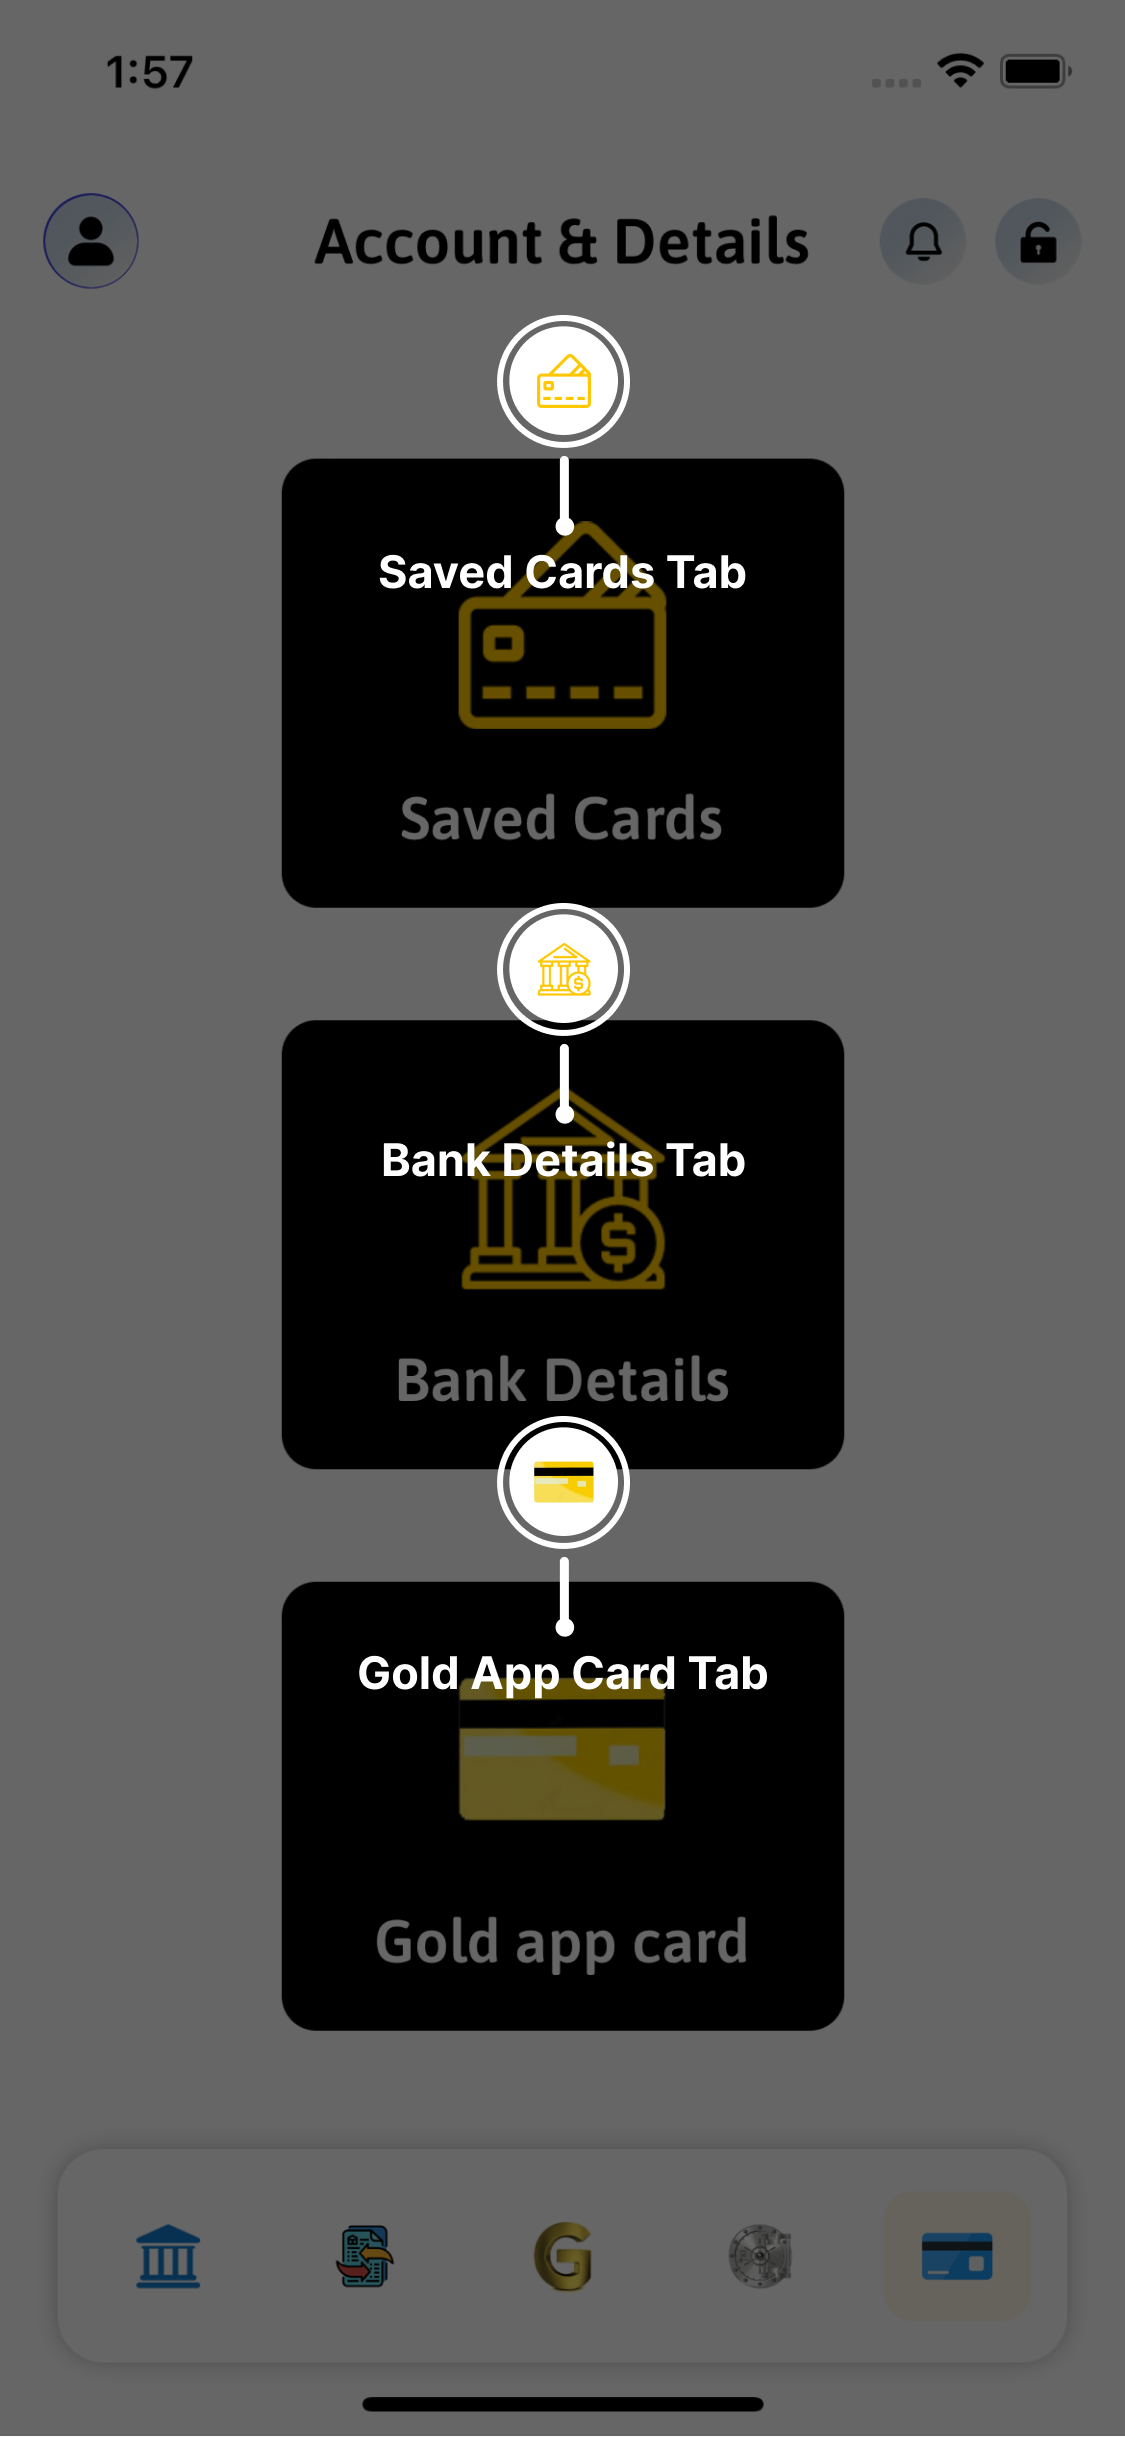 1:57
Account & Details
Saved Cards Tab
Saved Cards
Bank Details Tab
$
Bank Details
Gold App Card Tab
Gold app card
G